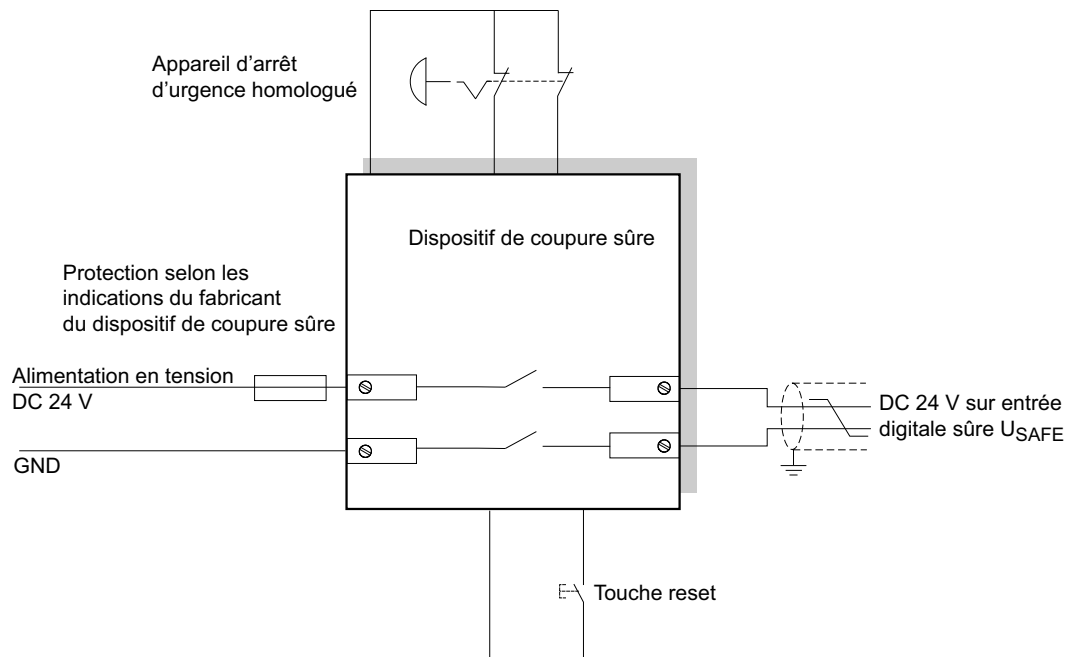 Appareil d'arrêt
d'urgence homologué
Dispositif de coupure sûre
Protection selon les
indications du fabricant
du dispositif de coupure sûre
Alimentation en tension
DC 24 V
GND
DC 24 V sur entrée
digitale sûre USAFE
Touche reset